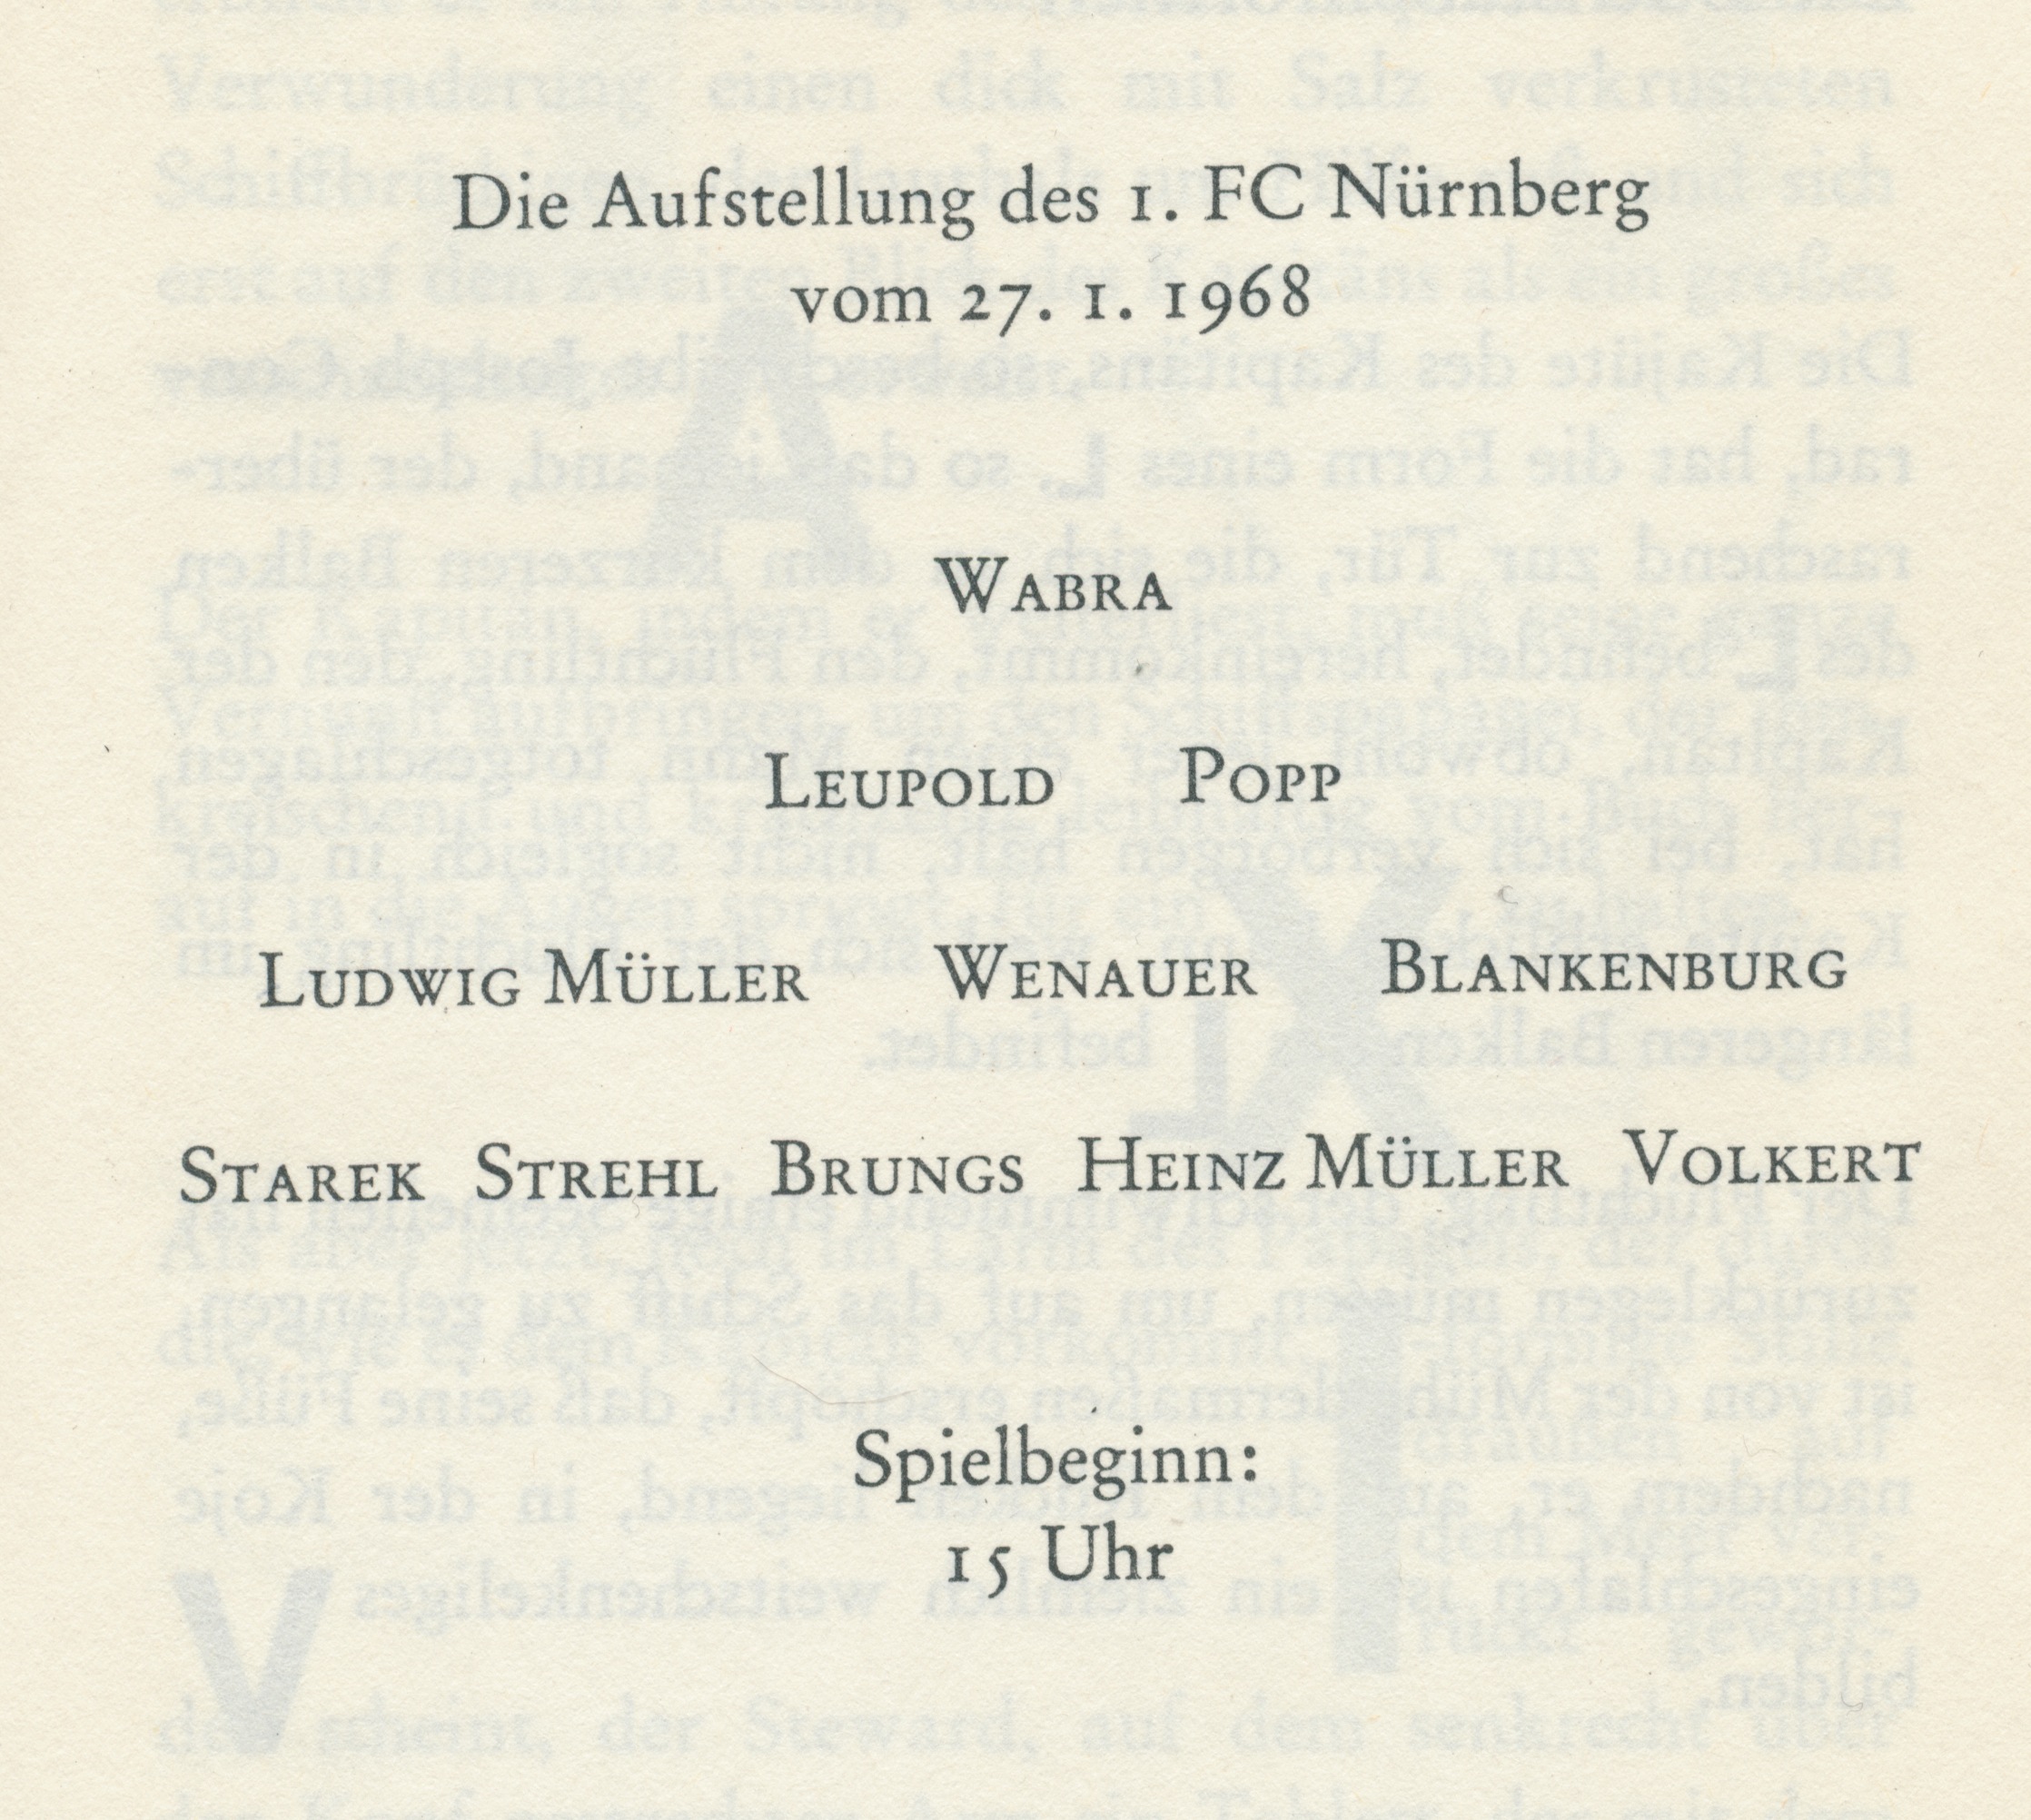 Die Aufstellung des 1. FC Nürnberg
vom 27. 1. 1968
WABRA
LEUPOLD POPP
LUDWIG MÜLLER WENAUER BLANKENBURG
STAREK STREHL BRUNGS HEINZ MÜLLER VOLKERT
Spielbeginn:
15 Uhr